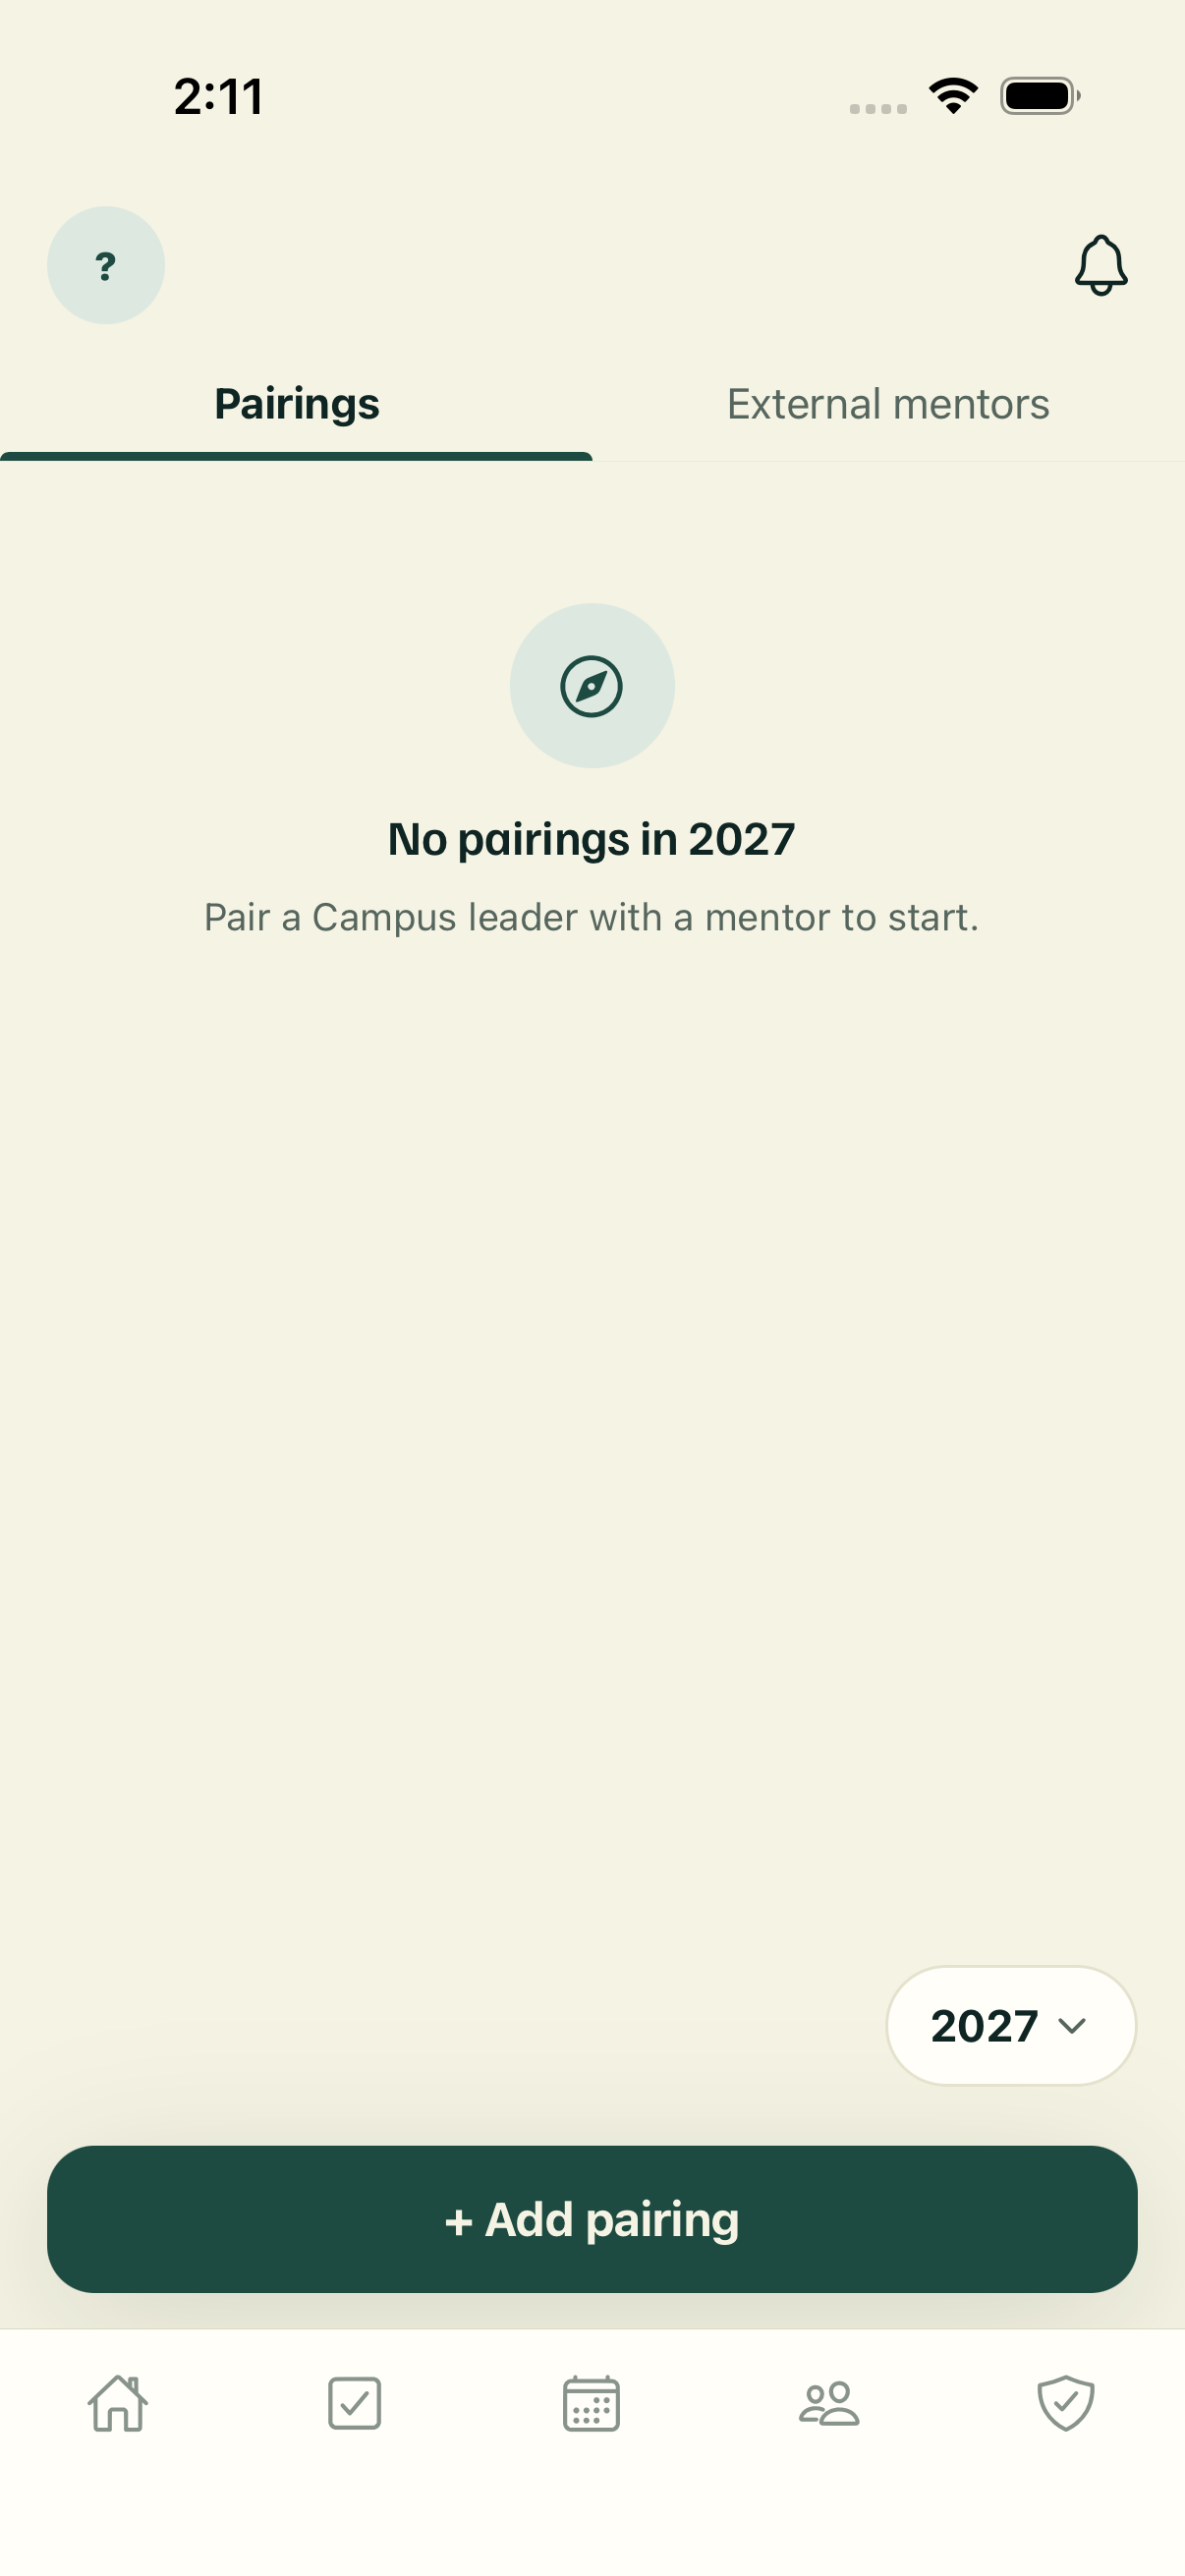 2:11
?
Pairings
External mentors
No pairings in 2027
Pair a Campus leader with a mentor to start.
2027
+ Add pairing